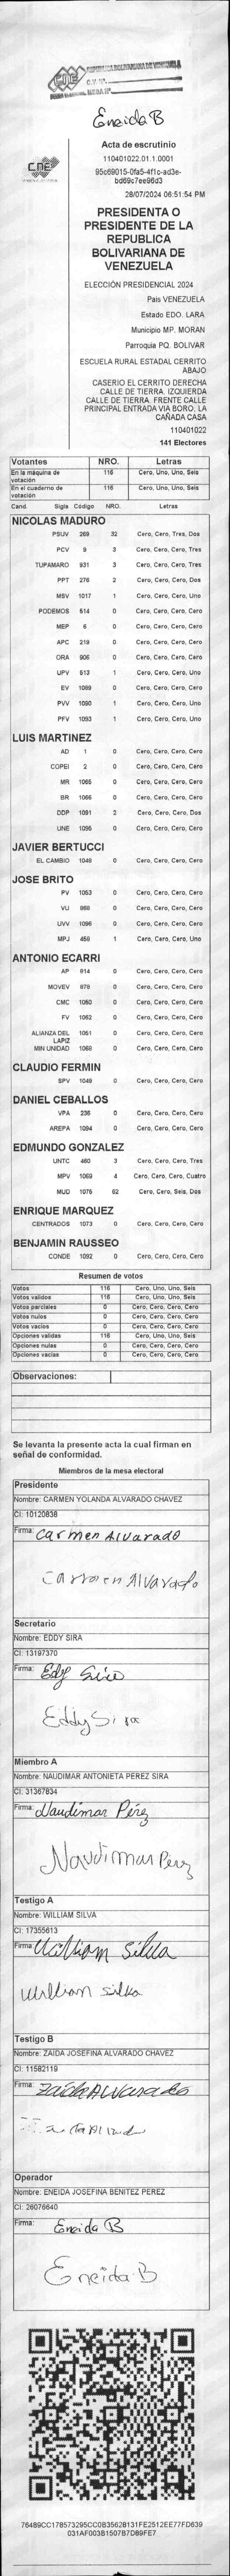 REPUBLICA BOLIVARIANA DE VENEZUELA
CNE
Eneida B
Acta de escrutinio
110401022.01.1.0001
95c69015-0fa5-4f1c-ad3e-
bd69c7ee96d3
28/07/2024 06:51:54 PM
PRESIDENTA O
PRESIDENTE DE LA
REPUBLICA
BOLIVARIANA DE
VENEZUELA
ELECCIÓN PRESIDENCIAL 2024
País VENEZUELA
Estado EDO. LARA
Municipio MP. MORAN
Parroquia PQ. BOLIVAR
ESCUELA RURAL ESTADAL CERRITO
ABAJO
CASERIO EL CERRITO DERECHA
CALLE DE TIERRA. IZQUIERDA
CALLE DE TIERRA. FRENTE CALLE
PRINCIPAL ENTRADA VIA BORO. LA
CAÑADA CASA
110401022
141 Electores
Votantes NRO. Letras
En la máquina de votación 116 Cero, Uno, Uno, Seis
En el cuaderno de votación 116 Cero, Uno, Uno, Seis
Cand. Sigla Código NRO. Letras
NICOLAS MADURO
PSUV 269 32 Cero, Cero, Tres, Dos
PCV 9 3 Cero, Cero, Cero, Tres
TUPAMARO 931 3 Cero, Cero, Cero, Tres
PPT 276 2 Cero, Cero, Cero, Dos
MSV 1017 1 Cero, Cero, Cero, Uno
PODEMOS 514 0 Cero, Cero, Cero, Cero
MEP 6 0 Cero, Cero, Cero, Cero
APC 219 0 Cero, Cero, Cero, Cero
ORA 906 0 Cero, Cero, Cero, Cero
UPV 513 1 Cero, Cero, Cero, Uno
EV 1089 0 Cero, Cero, Cero, Cero
PVV 1090 1 Cero, Cero, Cero, Uno
PFV 1093 1 Cero, Cero, Cero, Uno
LUIS MARTINEZ
AD 1 0 Cero, Cero, Cero, Cero
COPEI 2 0 Cero, Cero, Cero, Cero
MR 1065 0 Cero, Cero, Cero, Cero
BR 1066 0 Cero, Cero, Cero, Cero
DDP 1091 2 Cero, Cero, Cero, Dos
UNE 1095 0 Cero, Cero, Cero, Cero
JAVIER BERTUCCI
EL CAMBIO 1048 0 Cero, Cero, Cero, Cero
JOSE BRITO
PV 1053 0 Cero, Cero, Cero, Cero
VU 968 0 Cero, Cero, Cero, Cero
UVV 1096 0 Cero, Cero, Cero, Cero
MPJ 459 1 Cero, Cero, Cero, Uno
ANTONIO ECARRI
AP 914 0 Cero, Cero, Cero, Cero
MOVEV 879 0 Cero, Cero, Cero, Cero
CMC 1060 0 Cero, Cero, Cero, Cero
FV 1062 0 Cero, Cero, Cero, Cero
ALIANZA DEL LAPIZ 1051 0 Cero, Cero, Cero, Cero
MIN UNIDAD 1068 0 Cero, Cero, Cero, Cero
CLAUDIO FERMIN
SPV 1049 0 Cero, Cero, Cero, Cero
DANIEL CEBALLOS
VPA 236 0 Cero, Cero, Cero, Cero
AREPA 1094 0 Cero, Cero, Cero, Cero
EDMUNDO GONZALEZ
UNTC 460 3 Cero, Cero, Cero, Tres
MPV 1069 4 Cero, Cero, Cero, Cuatro
MUD 1075 62 Cero, Cero, Seis, Dos
ENRIQUE MARQUEZ
CENTRADOS 1073 0 Cero, Cero, Cero, Cero
BENJAMIN RAUSSEO
CONDE 1092 0 Cero, Cero, Cero, Cero
Resumen de votos
Votos 116 Cero, Uno, Uno, Seis
Votos validos 116 Cero, Uno, Uno, Seis
Votos parciales 0 Cero, Cero, Cero, Cero
Votos nulos 0 Cero, Cero, Cero, Cero
Votos vacios 0 Cero, Cero, Cero, Cero
Opciones validas 116 Cero, Uno, Uno, Seis
Opciones nulas 0 Cero, Cero, Cero, Cero
Opciones vacias 0 Cero, Cero, Cero, Cero
Observaciones:
Se levanta la presente acta la cual firman en
señal de conformidad.
Miembros de la mesa electoral
Presidente
Nombre: CARMEN YOLANDA ALVARADO CHAVEZ
CI: 10120838
Firma: Carmen Alvarado
Carmen Alvarado
Secretario
Nombre: EDDY SIRA
CI: 13197370
Firma: Eddy Sira
Eddy Sira
Miembro A
Nombre: NAUDIMAR ANTONIETA PEREZ SIRA
CI: 31367834
Firma: Naudimar Pérez
Naudimar Perez
Testigo A
Nombre: WILLIAM SILVA
CI: 17355613
Firma: William Silva
William Silva
Testigo B
Nombre: ZAIDA JOSEFINA ALVARADO CHAVEZ
CI: 11582119
Firma: Zaida Alvarado
Operador
Nombre: ENEIDA JOSEFINA BENITEZ PEREZ
CI: 26076640
Firma: Eneida B
Eneida B
76489CC178573295CC0B35628131FE2512EE77FD639
031AF003B1507B7D89FE7